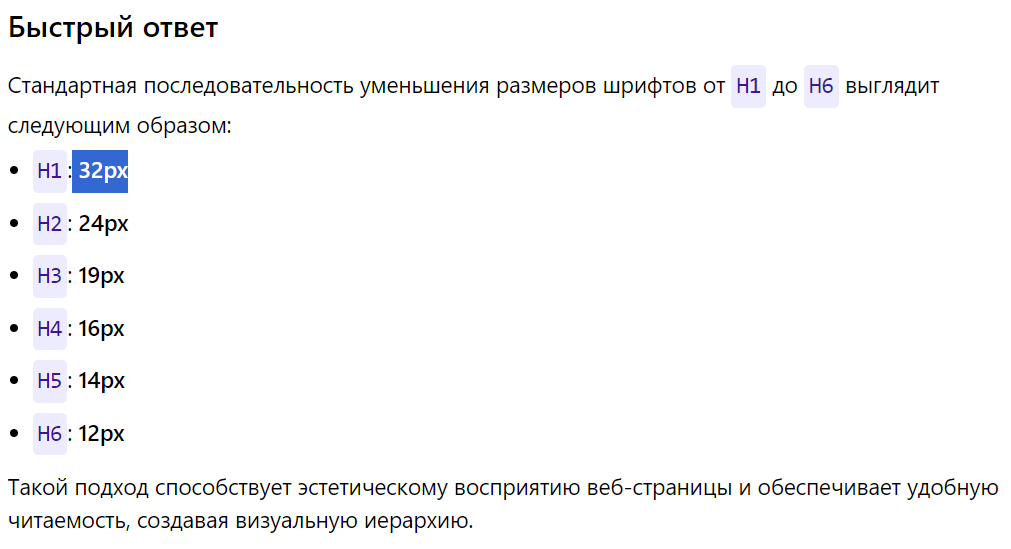 Быстрый ответ
Стандартная последовательность уменьшения размеров шрифтов от H1 до H6 выглядит
следующим образом:
• H1: 32px
• H2: 24px
• H3: 19px
• H4: 16px
• H5: 14px
• H6: 12px
Такой подход способствует эстетическому восприятию веб-страницы и обеспечивает удобную
читаемость, создавая визуальную иерархию.